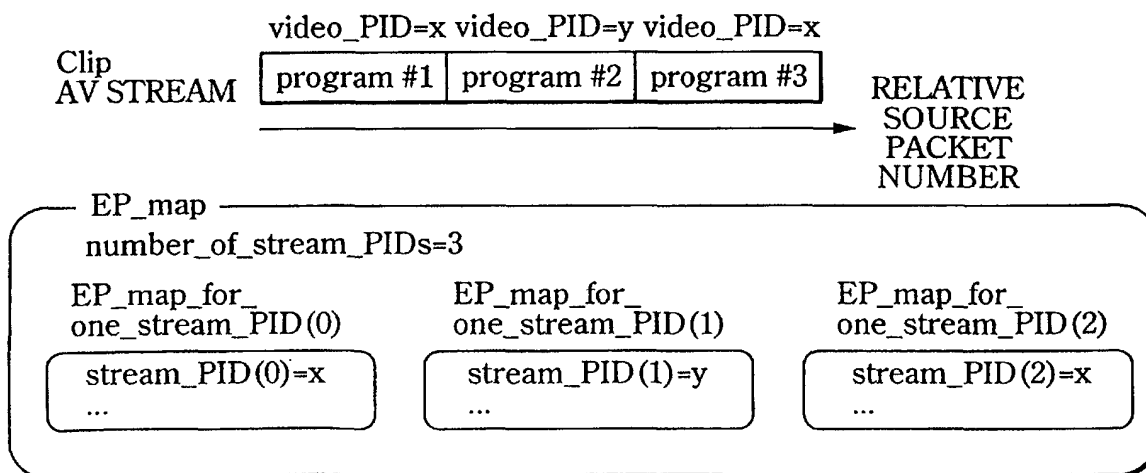 video_PID=x video_PID=y video_PID=x
Clip
AV STREAM
program #1 program #2 program #3
RELATIVE
SOURCE
PACKET
NUMBER
EP_map
number_of_stream_PIDs=3
EP_map_for_
one_stream_PID(0)
stream_PID(0)=x
...
EP_map_for_
one_stream_PID(1)
stream_PID(1)=y
...
EP_map_for_
one_stream_PID(2)
stream_PID(2)=x
...